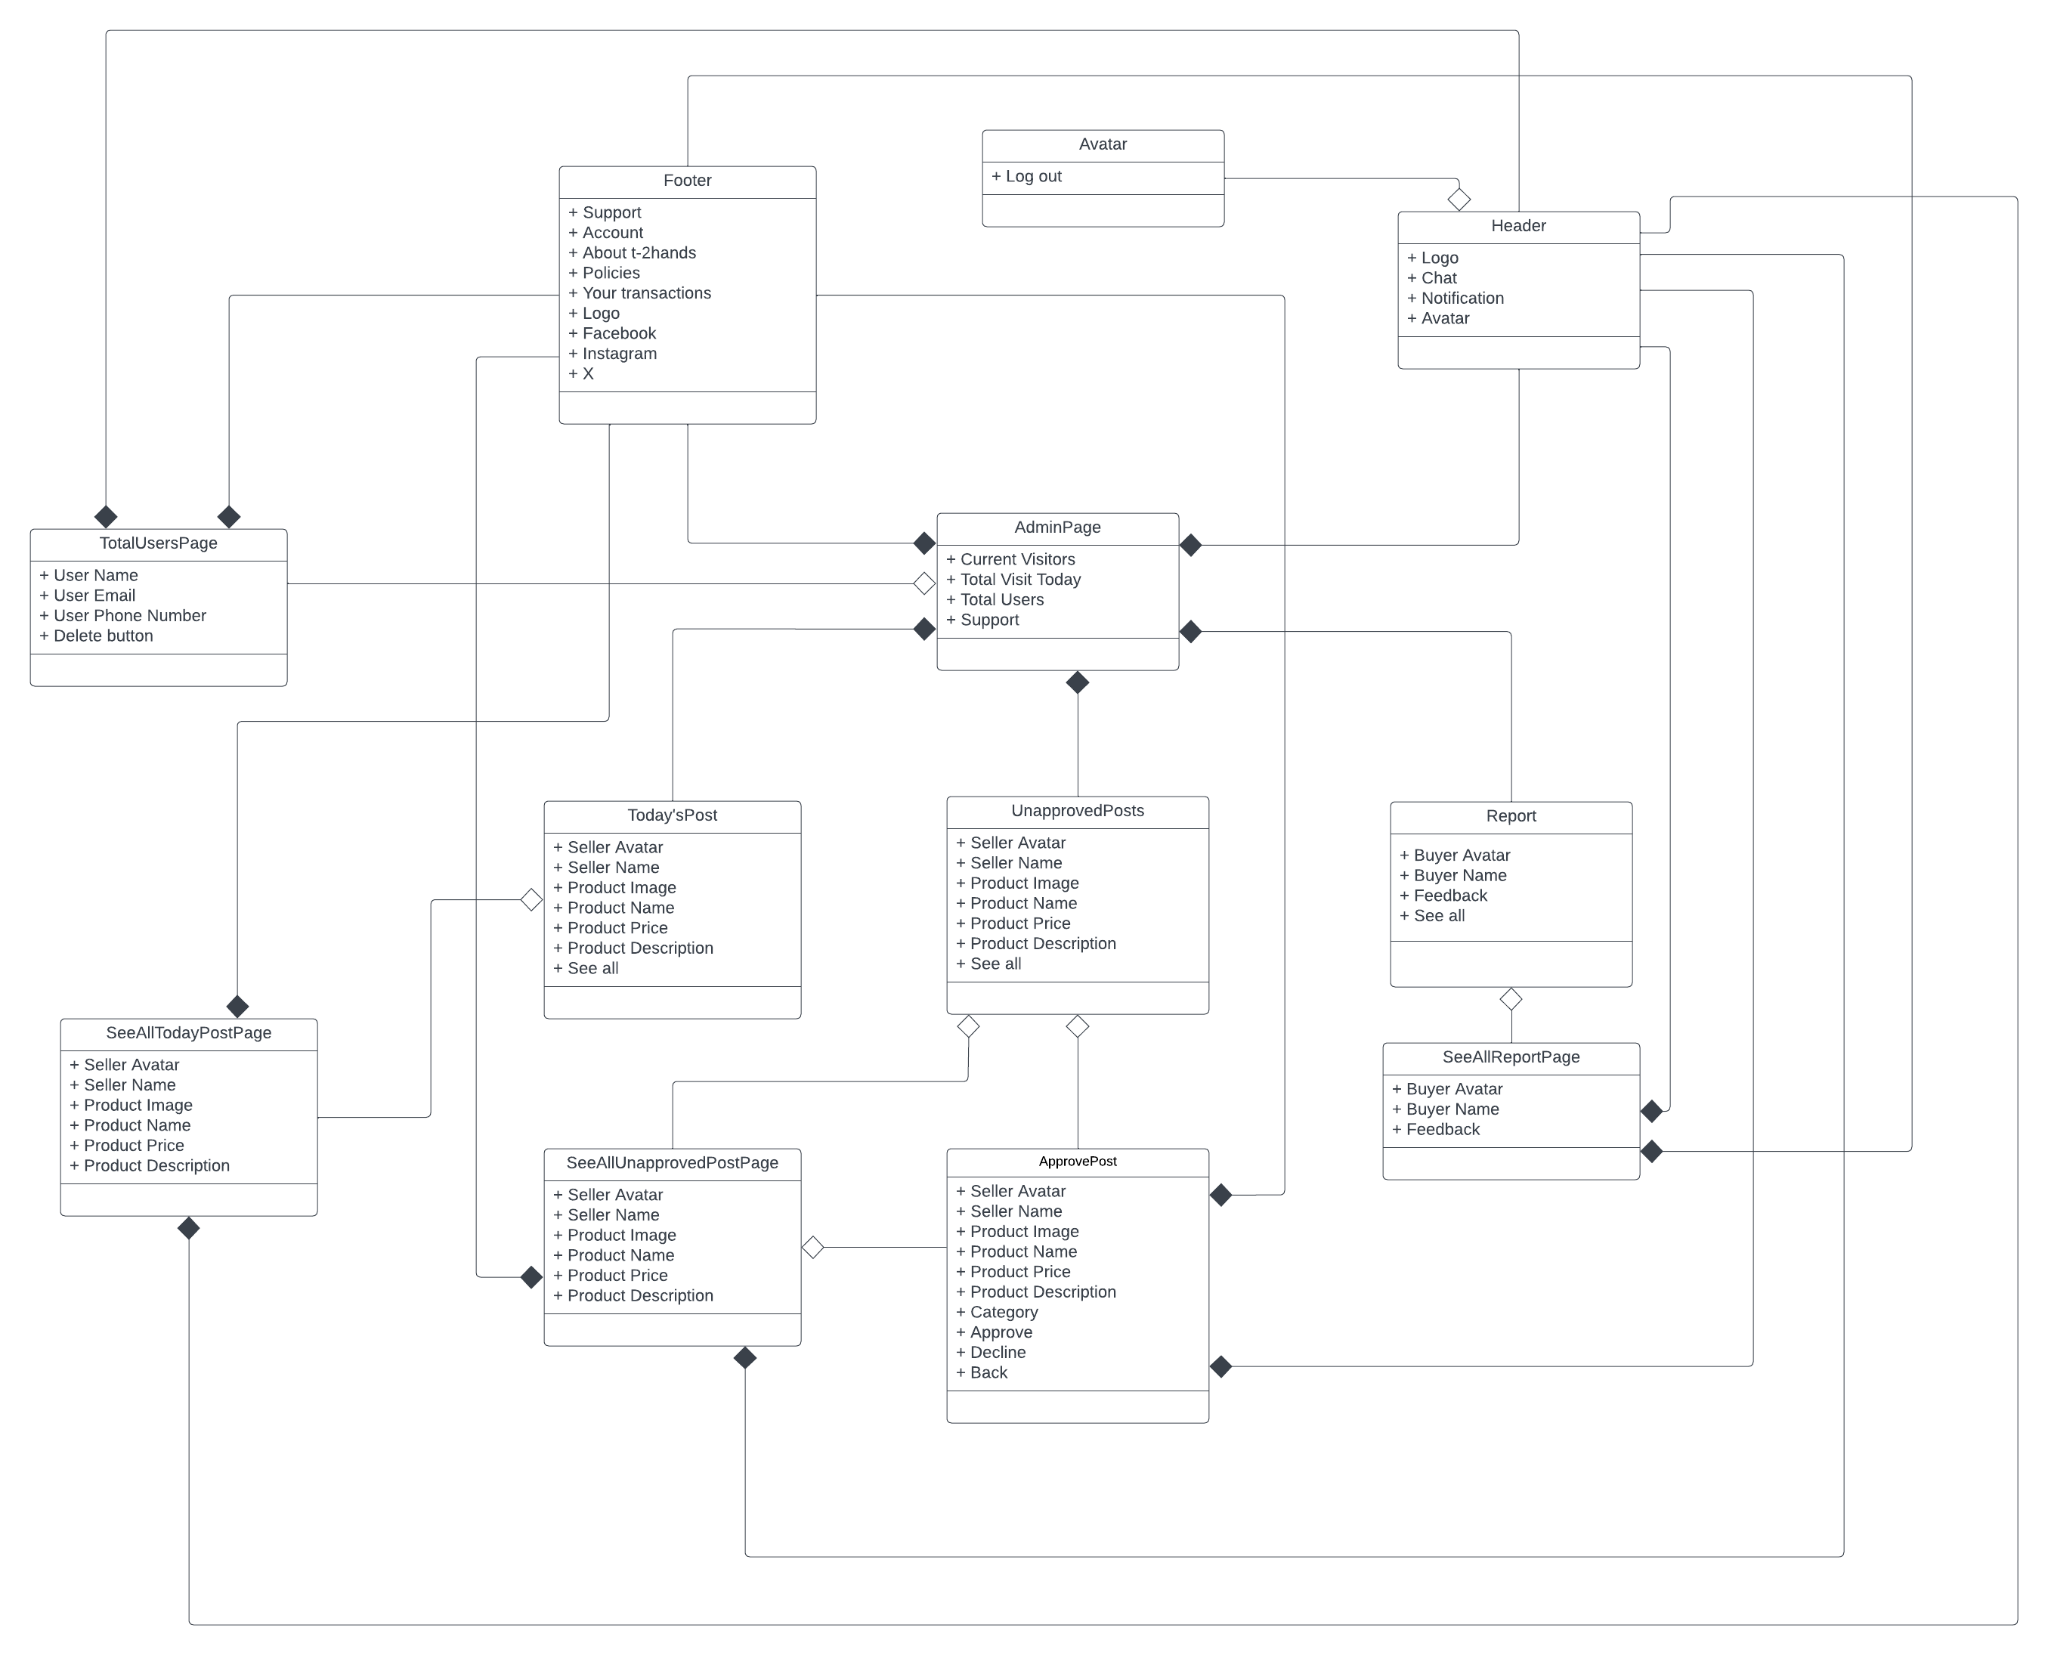 Avatar
+ Log out
Footer
+ Support
+ Account
+ About t-2hands
+ Policies
+ Your transactions
+ Logo
+ Facebook
+ Instagram
+ X
Header
+ Logo
+ Chat
+ Notification
+ Avatar
TotalUsersPage
+ User Name
+ User Email
+ User Phone Number
+ Delete button
AdminPage
+ Current Visitors
+ Total Visit Today
+ Total Users
+ Support
Today'sPost
+ Seller Avatar
+ Seller Name
+ Product Image
+ Product Name
+ Product Price
+ Product Description
+ See all
UnapprovedPosts
+ Seller Avatar
+ Seller Name
+ Product Image
+ Product Name
+ Product Price
+ Product Description
+ See all
Report
+ Buyer Avatar
+ Buyer Name
+ Feedback
+ See all
SeeAllTodayPostPage
+ Seller Avatar
+ Seller Name
+ Product Image
+ Product Name
+ Product Price
+ Product Description
SeeAllUnapprovedPostPage
+ Seller Avatar
+ Seller Name
+ Product Image
+ Product Name
+ Product Price
+ Product Description
ApprovePost
+ Seller Avatar
+ Seller Name
+ Product Image
+ Product Name
+ Product Price
+ Product Description
+ Category
+ Approve
+ Decline
+ Back
SeeAllReportPage
+ Buyer Avatar
+ Buyer Name
+ Feedback